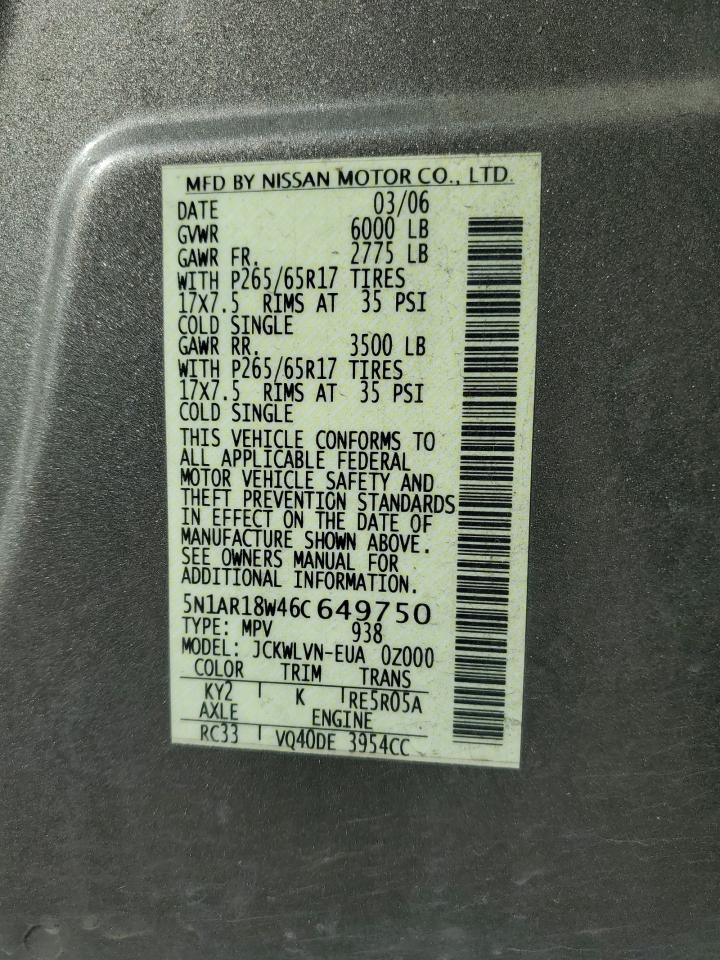 MFD BY NISSAN MOTOR CO., LTD.
DATE 03/06
GVWR 6000 LB
GAWR FR. 2775 LB
WITH P265/65R17 TIRES
17X7.5 RIMS AT 35 PSI
COLD SINGLE
GAWR RR. 3500 LB
WITH P265/65R17 TIRES
17X7.5 RIMS AT 35 PSI
COLD SINGLE
THIS VEHICLE CONFORMS TO
ALL APPLICABLE FEDERAL
MOTOR VEHICLE SAFETY AND
THEFT PREVENTION STANDARDS
IN EFFECT ON THE DATE OF
MANUFACTURE SHOWN ABOVE.
SEE OWNERS MANUAL FOR
ADDITIONAL INFORMATION.
5N1AR18W46C649750
TYPE: MPV 938
MODEL: JCKWLVN-EUA 0Z000
COLOR TRIM TRANS
KY2 K RE5R05A
AXLE ENGINE
RC33 VQ40DE 3954CC